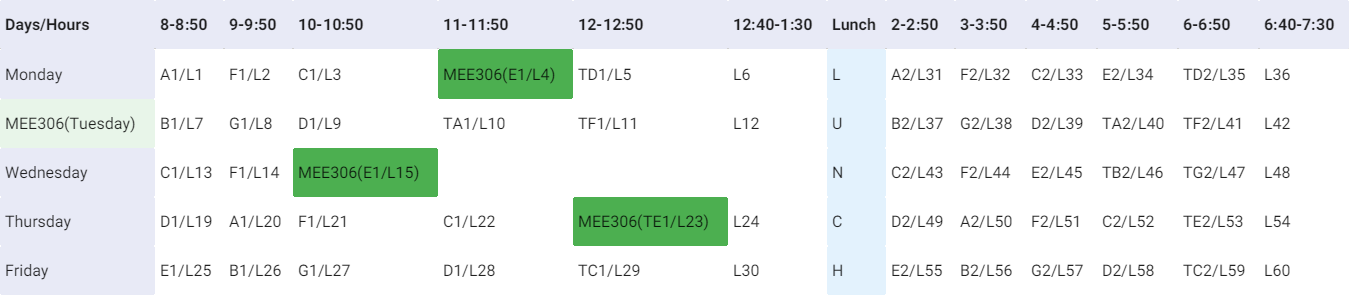 Days/Hours 8-8:50 9-9:50 10-10:50 11-11:50 12-12:50 12:40-1:30 Lunch 2-2:50 3-3:50 4-4:50 5-5:50 6-6:50 6:40-7:30
Monday A1/L1 F1/L2 C1/L3 MEE306(E1/L4) TD1/L5 L6 L A2/L31 F2/L32 C2/L33 E2/L34 TD2/L35 L36
MEE306(Tuesday) B1/L7 G1/L8 D1/L9 TA1/L10 TF1/L11 L12 U B2/L37 G2/L38 D2/L39 TA2/L40 TF2/L41 L42
Wednesday C1/L13 F1/L14 MEE306(E1/L15) N C2/L43 F2/L44 E2/L45 TB2/L46 TG2/L47 L48
Thursday D1/L19 A1/L20 F1/L21 C1/L22 MEE306(TE1/L23) L24 C D2/L49 A2/L50 F2/L51 C2/L52 TE2/L53 L54
Friday E1/L25 B1/L26 G1/L27 D1/L28 TC1/L29 L30 H E2/L55 B2/L56 G2/L57 D2/L58 TC2/L59 L60